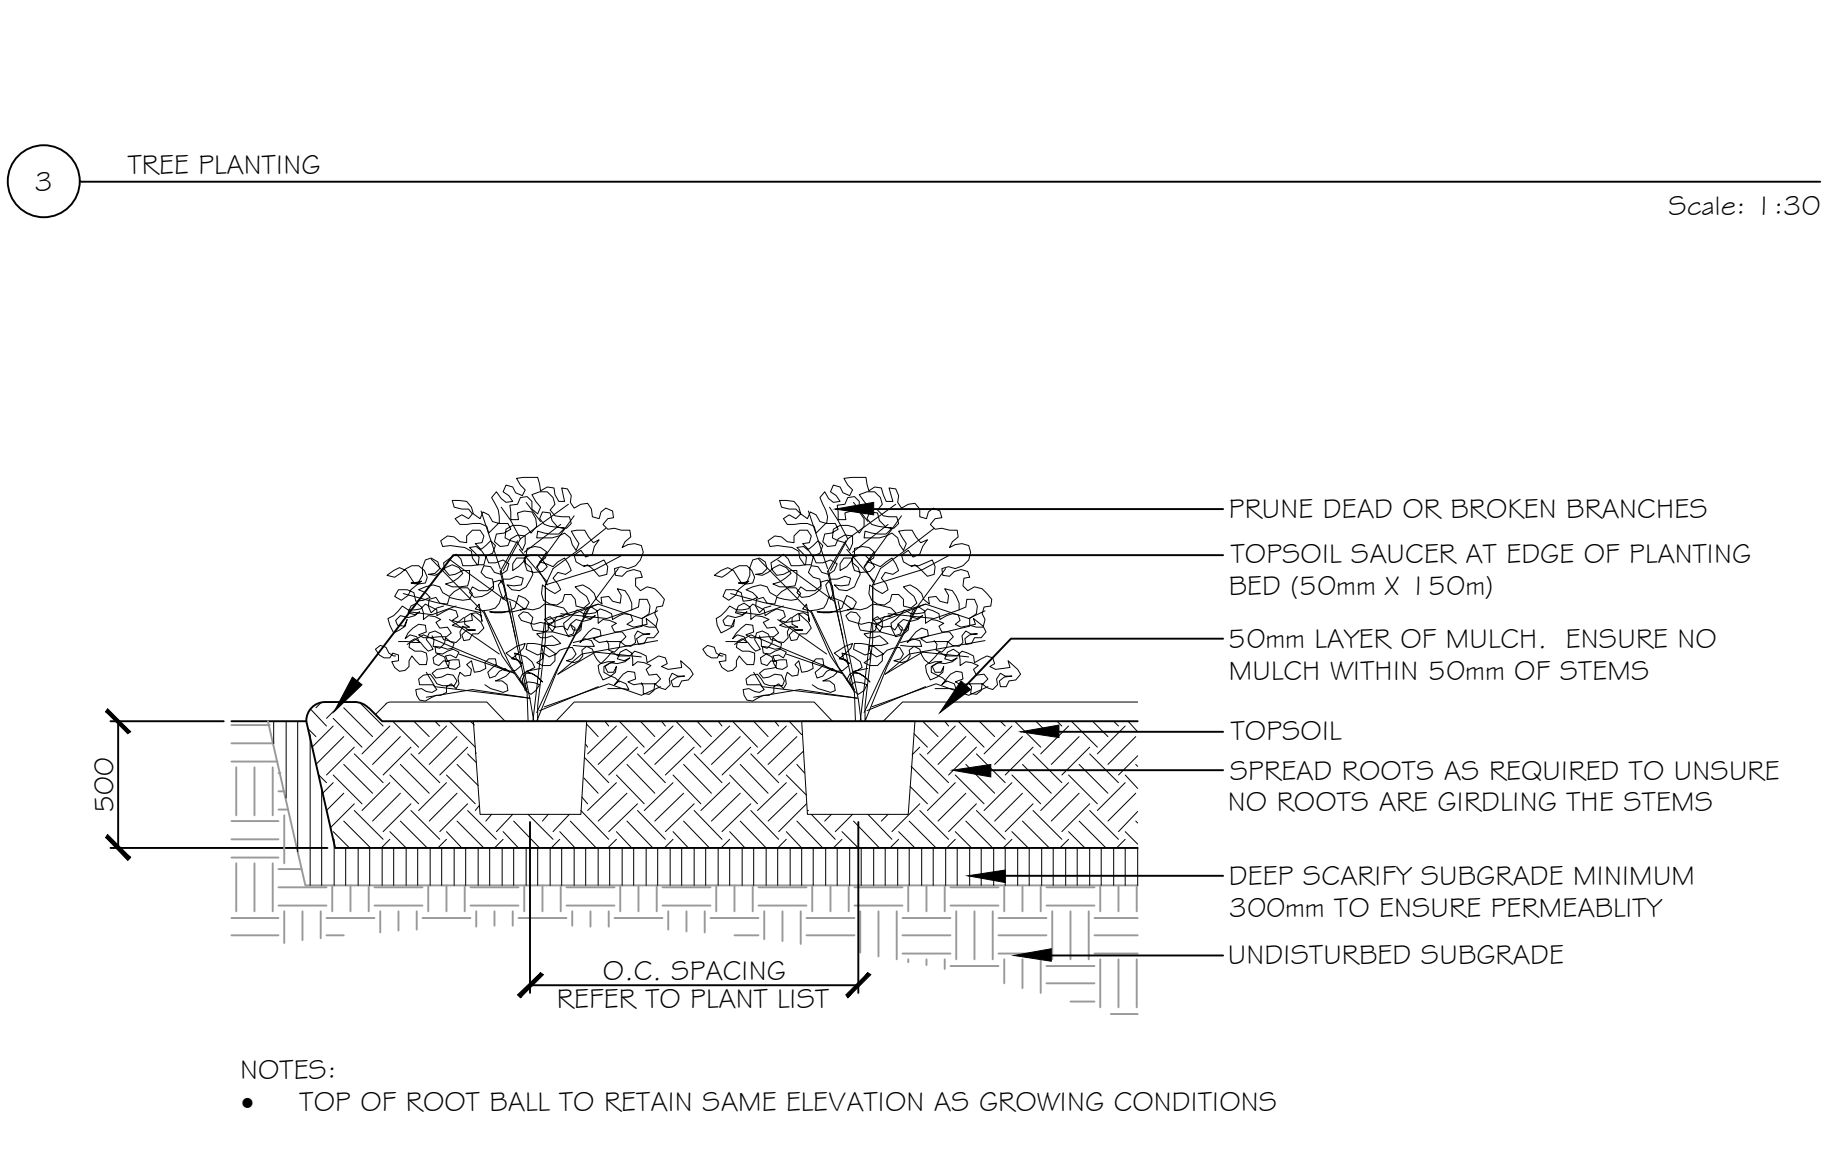 3
TREE PLANTING
Scale: 1:30
PRUNE DEAD OR BROKEN BRANCHES
TOPSOIL SAUCER AT EDGE OF PLANTING
BED (50mm X 150m)
50mm LAYER OF MULCH. ENSURE NO
MULCH WITHIN 50mm OF STEMS
TOPSOIL
SPREAD ROOTS AS REQUIRED TO UNSURE
NO ROOTS ARE GIRDLING THE STEMS
500
DEEP SCARIFY SUBGRADE MINIMUM
300mm TO ENSURE PERMEABLITY
UNDISTURBED SUBGRADE
O.C. SPACING
REFER TO PLANT LIST
NOTES:
• TOP OF ROOT BALL TO RETAIN SAME ELEVATION AS GROWING CONDITIONS